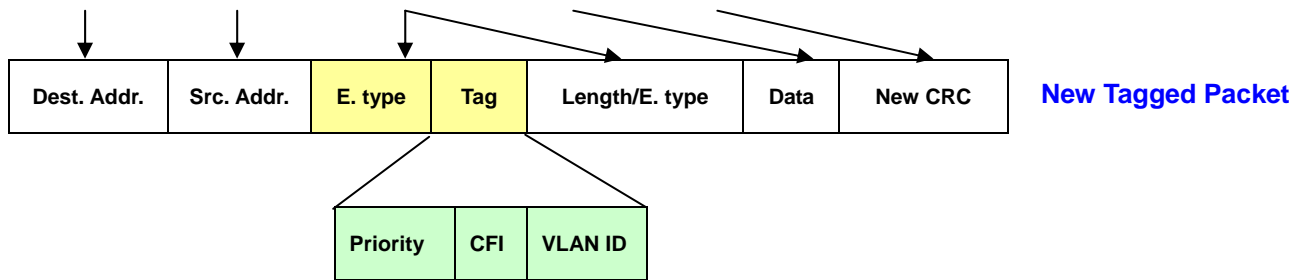 Dest. Addr. Src. Addr. E. type Tag Length/E. type Data New CRC New Tagged Packet
Priority CFI VLAN ID